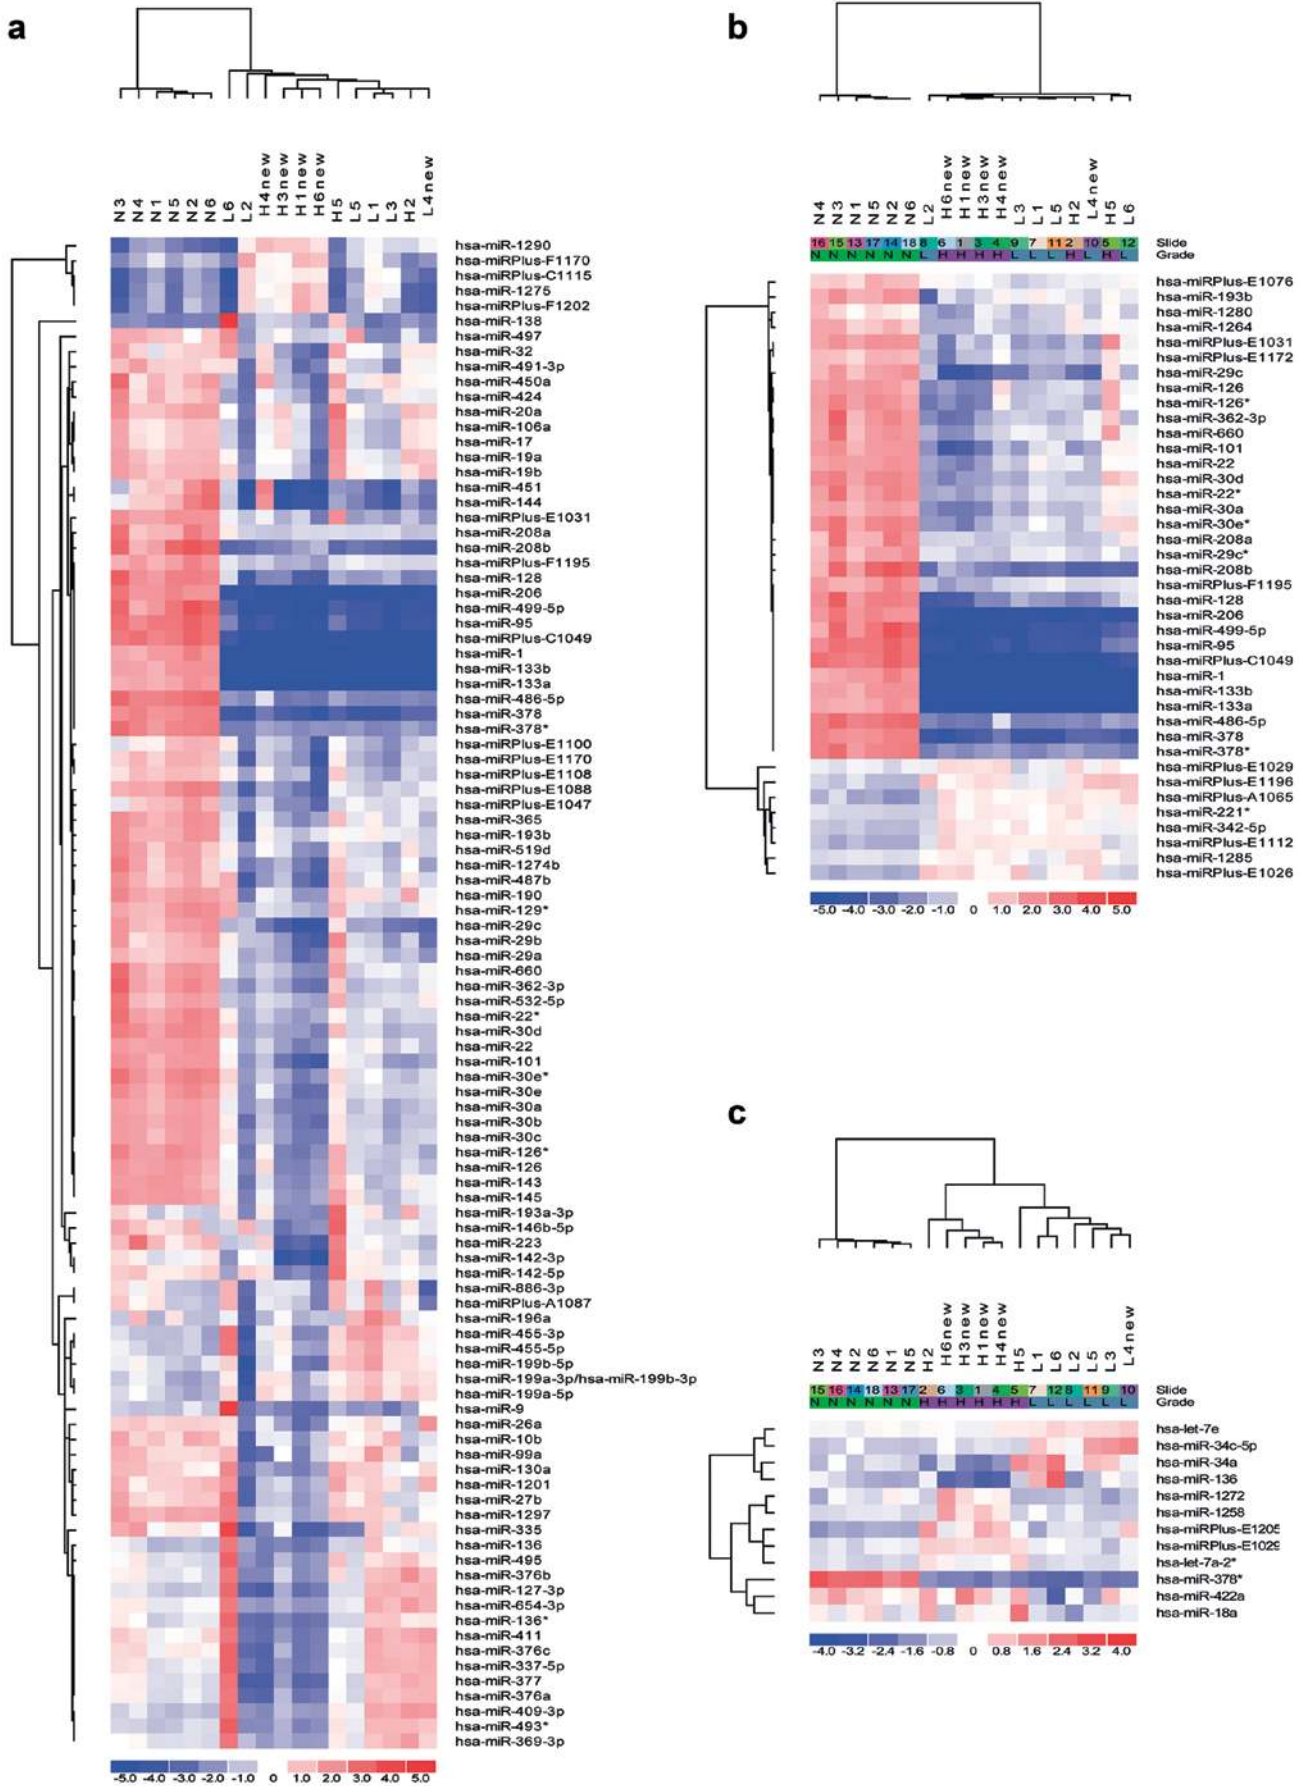 a
N3 N4 N1 N5 N2 N6 L6 L2 H4new H3new H1new H6new H5 L5 L1 L3 H2 L4new
hsa-miR-1290
hsa-miRPlus-F1170
hsa-miRPlus-C1115
hsa-miR-1275
hsa-miRPlus-F1202
hsa-miR-138
hsa-miR-497
hsa-miR-32
hsa-miR-491-3p
hsa-miR-450a
hsa-miR-424
hsa-miR-20a
hsa-miR-106a
hsa-miR-17
hsa-miR-19a
hsa-miR-19b
hsa-miR-451
hsa-miR-144
hsa-miRPlus-E1031
hsa-miR-208a
hsa-miR-208b
hsa-miRPlus-F1195
hsa-miR-128
hsa-miR-206
hsa-miR-499-5p
hsa-miR-95
hsa-miRPlus-C1049
hsa-miR-1
hsa-miR-133b
hsa-miR-133a
hsa-miR-486-5p
hsa-miR-378
hsa-miR-378*
hsa-miRPlus-E1100
hsa-miRPlus-E1170
hsa-miRPlus-E1108
hsa-miRPlus-E1088
hsa-miRPlus-E1047
hsa-miR-365
hsa-miR-193b
hsa-miR-519d
hsa-miR-1274b
hsa-miR-487b
hsa-miR-190
hsa-miR-129*
hsa-miR-29c
hsa-miR-29b
hsa-miR-29a
hsa-miR-660
hsa-miR-362-3p
hsa-miR-532-5p
hsa-miR-22*
hsa-miR-30d
hsa-miR-22
hsa-miR-101
hsa-miR-30e*
hsa-miR-30e
hsa-miR-30a
hsa-miR-30b
hsa-miR-30c
hsa-miR-126*
hsa-miR-126
hsa-miR-143
hsa-miR-145
hsa-miR-193a-3p
hsa-miR-146b-5p
hsa-miR-223
hsa-miR-142-3p
hsa-miR-142-5p
hsa-miR-886-3p
hsa-miRPlus-A1087
hsa-miR-196a
hsa-miR-455-3p
hsa-miR-455-5p
hsa-miR-199b-5p
hsa-miR-199a-3p/hsa-miR-199b-3p
hsa-miR-199a-5p
hsa-miR-9
hsa-miR-26a
hsa-miR-10b
hsa-miR-99a
hsa-miR-130a
hsa-miR-1201
hsa-miR-27b
hsa-miR-1297
hsa-miR-335
hsa-miR-136
hsa-miR-495
hsa-miR-376b
hsa-miR-127-3p
hsa-miR-654-3p
hsa-miR-136*
hsa-miR-411
hsa-miR-376c
hsa-miR-337-5p
hsa-miR-377
hsa-miR-376a
hsa-miR-409-3p
hsa-miR-493*
hsa-miR-369-3p
-5.0 -4.0 -3.0 -2.0 -1.0 0 1.0 2.0 3.0 4.0 5.0
b
N4 N3 N1 N5 N2 N6 L2 H6new H1new H3new H4new L3 L1 L5 H2 L4new H5 L6
16 15 13 17 14 18 8 6 1 3 4 9 7 11 2 10 5 12 Slide
N N N N N N L H H H H L L L H L H L Grade
hsa-miRPlus-E1076
hsa-miR-193b
hsa-miR-1280
hsa-miR-1264
hsa-miRPlus-E1031
hsa-miRPlus-E1172
hsa-miR-29c
hsa-miR-126
hsa-miR-126*
hsa-miR-362-3p
hsa-miR-660
hsa-miR-101
hsa-miR-22
hsa-miR-30d
hsa-miR-22*
hsa-miR-30a
hsa-miR-30e*
hsa-miR-208a
hsa-miR-29c*
hsa-miR-208b
hsa-miRPlus-F1195
hsa-miR-128
hsa-miR-206
hsa-miR-499-5p
hsa-miR-95
hsa-miRPlus-C1049
hsa-miR-1
hsa-miR-133b
hsa-miR-133a
hsa-miR-486-5p
hsa-miR-378
hsa-miR-378*
hsa-miRPlus-E1029
hsa-miRPlus-E1196
hsa-miRPlus-A1065
hsa-miR-221*
hsa-miR-342-5p
hsa-miRPlus-E1112
hsa-miR-1285
hsa-miRPlus-E1026
-5.0 -4.0 -3.0 -2.0 -1.0 0 1.0 2.0 3.0 4.0 5.0
c
N3 N4 N2 N6 N1 N5 H2 H6new H3new H1new H4new H5 L1 L6 L2 L5 L3 L4new
15 16 14 18 13 17 2 6 3 1 4 5 7 12 8 11 9 10 Slide
N N N N N N H H H H H H L L L L L L Grade
hsa-let-7e
hsa-miR-34c-5p
hsa-miR-34a
hsa-miR-136
hsa-miR-1272
hsa-miR-1258
hsa-miRPlus-E1205
hsa-miRPlus-E1029
hsa-let-7a-2*
hsa-miR-378*
hsa-miR-422a
hsa-miR-18a
-4.0 -3.2 -2.4 -1.6 -0.8 0 0.8 1.6 2.4 3.2 4.0